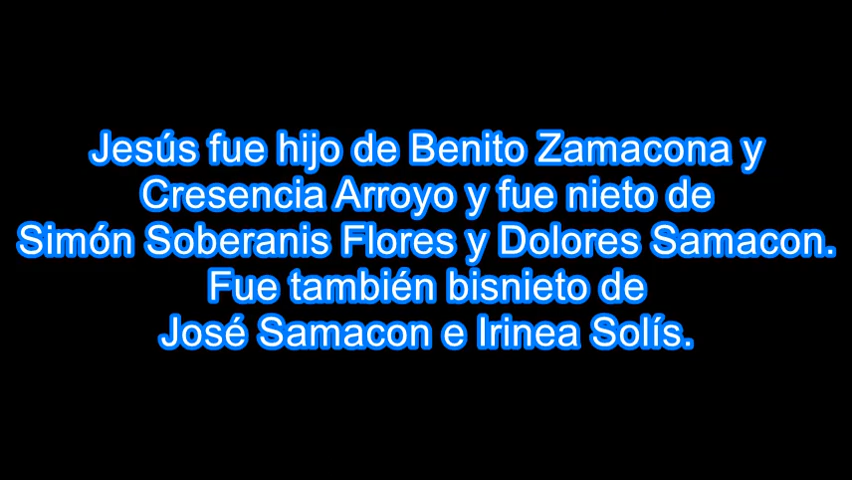 Jesús fue hijo de Benito Zamacona y
Cresencia Arroyo y fue nieto de
Simón Soberanis Flores y Dolores Samacon.
Fue también bisnieto de
José Samacon e Irinea Solís.